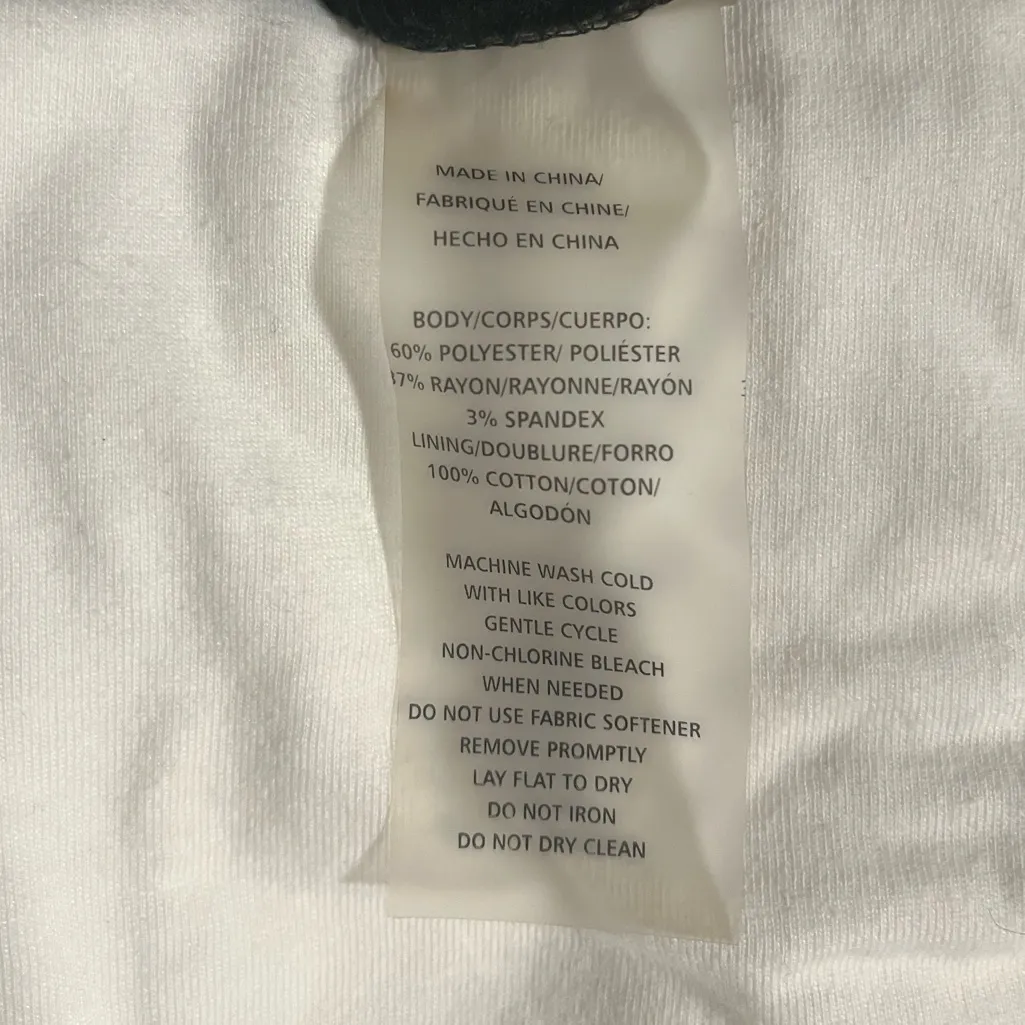 MADE IN CHINA/
FABRIQUÉ EN CHINE/
HECHO EN CHINA
BODY/CORPS/CUERPO:
60% POLYESTER/ POLIÉSTER
37% RAYON/RAYONNE/RAYÓN
3% SPANDEX
LINING/DOUBLURE/FORRO
100% COTTON/COTON/
ALGODÓN
MACHINE WASH COLD
WITH LIKE COLORS
GENTLE CYCLE
NON-CHLORINE BLEACH
WHEN NEEDED
DO NOT USE FABRIC SOFTENER
REMOVE PROMPTLY
LAY FLAT TO DRY
DO NOT IRON
DO NOT DRY CLEAN